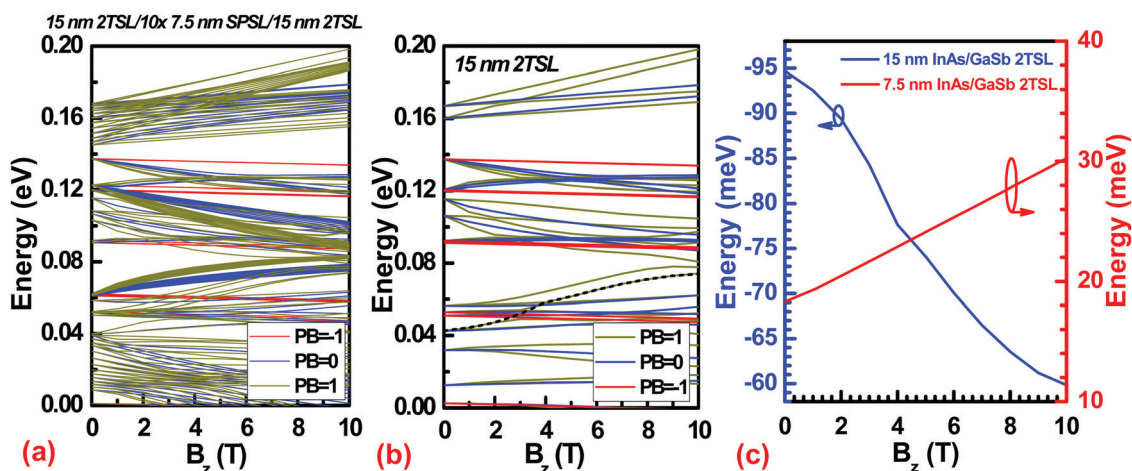 15 nm 2TSL/10x 7.5 nm SPSL/15 nm 2TSL
0.20
0.16
0.12
0.08
0.04
0.00
Energy (eV)
PB=-1
PB=0
PB=1
0 2 4 6 8 10
B_z (T)
(a)
15 nm 2TSL
0.20
0.16
0.12
0.08
0.04
0.00
Energy (eV)
PB=1
PB=0
PB=-1
0 2 4 6 8 10
B_z (T)
(b)
15 nm InAs/GaSb 2TSL
7.5 nm InAs/GaSb 2TSL
-95
-90
-85
-80
-75
-70
-65
-60
Energy (meV)
40
30
20
10
Energy (meV)
0 2 4 6 8 10
B_z (T)
(c)